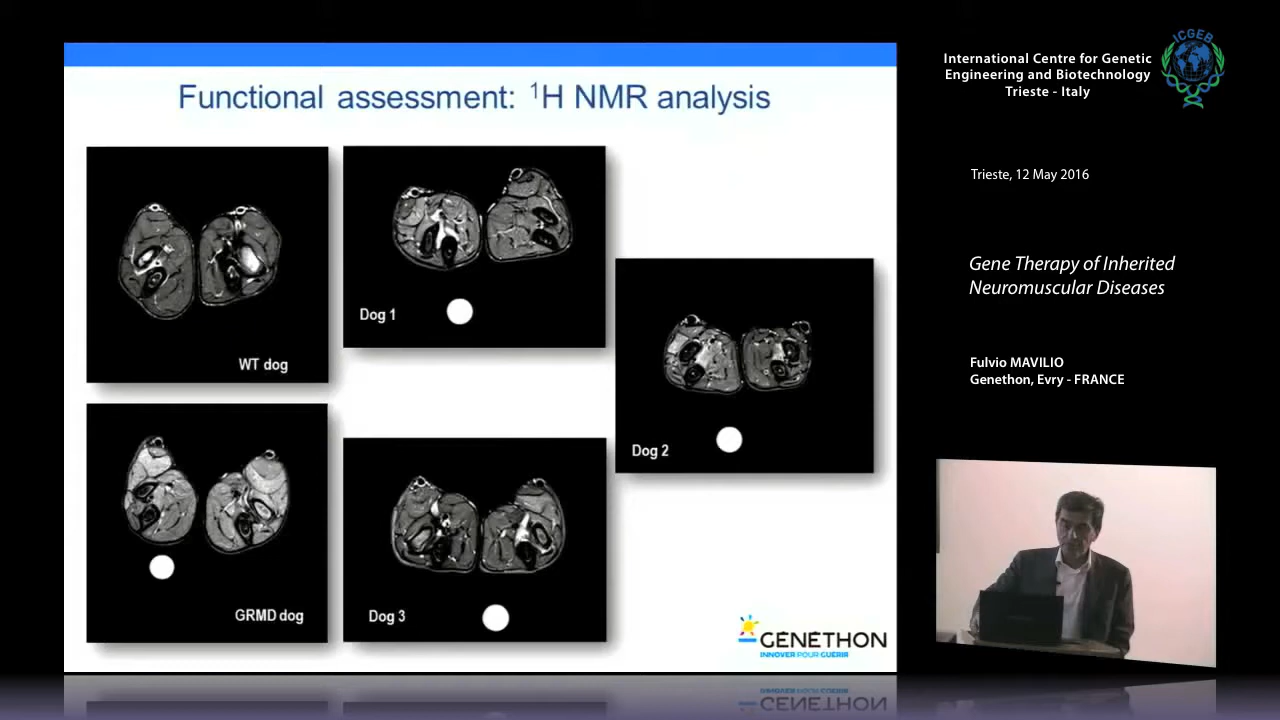 Functional assessment: ¹H NMR analysis
WT dog
Dog 1
Dog 2
GRMD dog
Dog 3
GENETHON
INNOVER POUR GUÉRIR
ICGEB
International Centre for Genetic
Engineering and Biotechnology
Trieste - Italy
Trieste, 12 May 2016
Gene Therapy of Inherited
Neuromuscular Diseases
Fulvio MAVILIO
Genethon, Evry - FRANCE